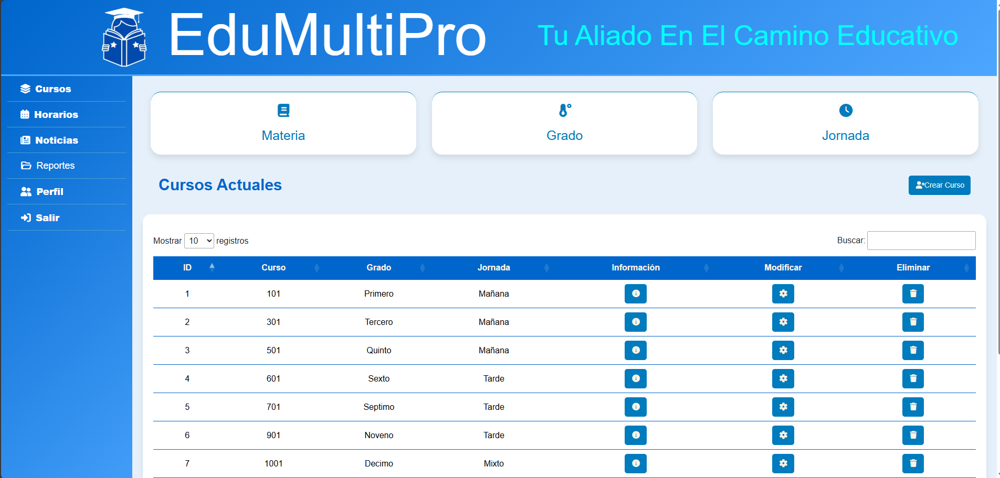 EduMultiPro
Tu Aliado En El Camino Educativo
Cursos
Horarios
Noticias
Reportes
Perfil
Salir
Materia
Grado
Jornada
Cursos Actuales
Crear Curso
Mostrar 10 registros
Buscar:
ID Curso Grado Jornada Información Modificar Eliminar
1 101 Primero Mañana
2 301 Tercero Mañana
3 501 Quinto Mañana
4 601 Sexto Tarde
5 701 Septimo Tarde
6 901 Noveno Tarde
7 1001 Decimo Mixto